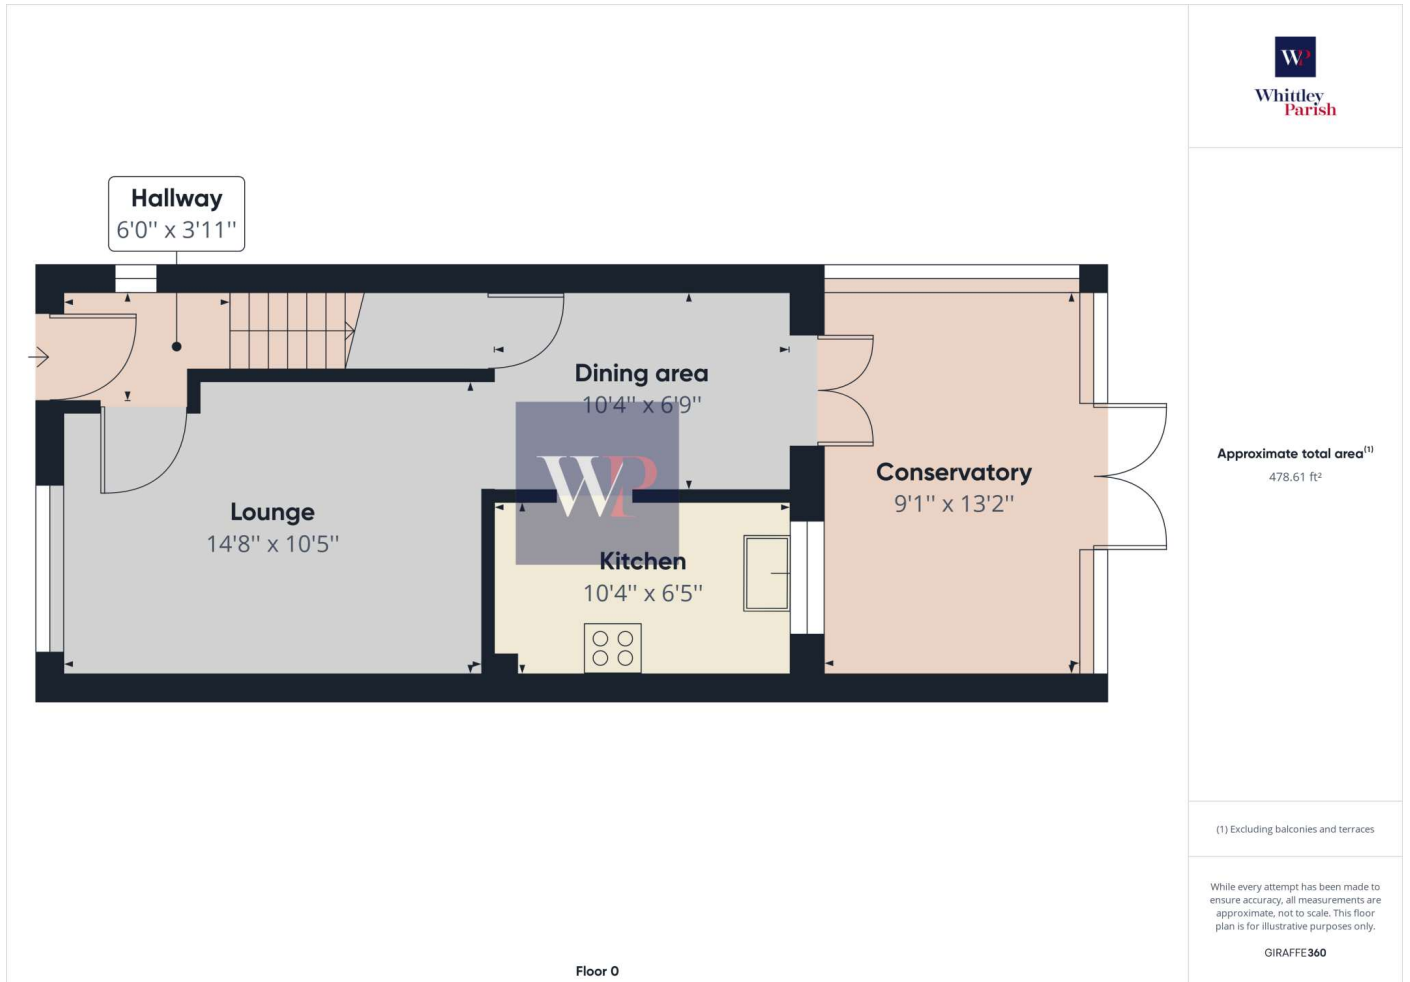 WP
Whittley
Parish
Hallway
6'0'' x 3'11''
Dining area
10'4'' x 6'9''
WP
Conservatory
9'1'' x 13'2''
Lounge
14'8'' x 10'5''
Kitchen
10'4'' x 6'5''
Approximate total area(1)
478.61 ft²
(1) Excluding balconies and terraces
While every attempt has been made to
ensure accuracy, all measurements are
approximate, not to scale. This floor
plan is for illustrative purposes only.
GIRAFFE360
Floor 0